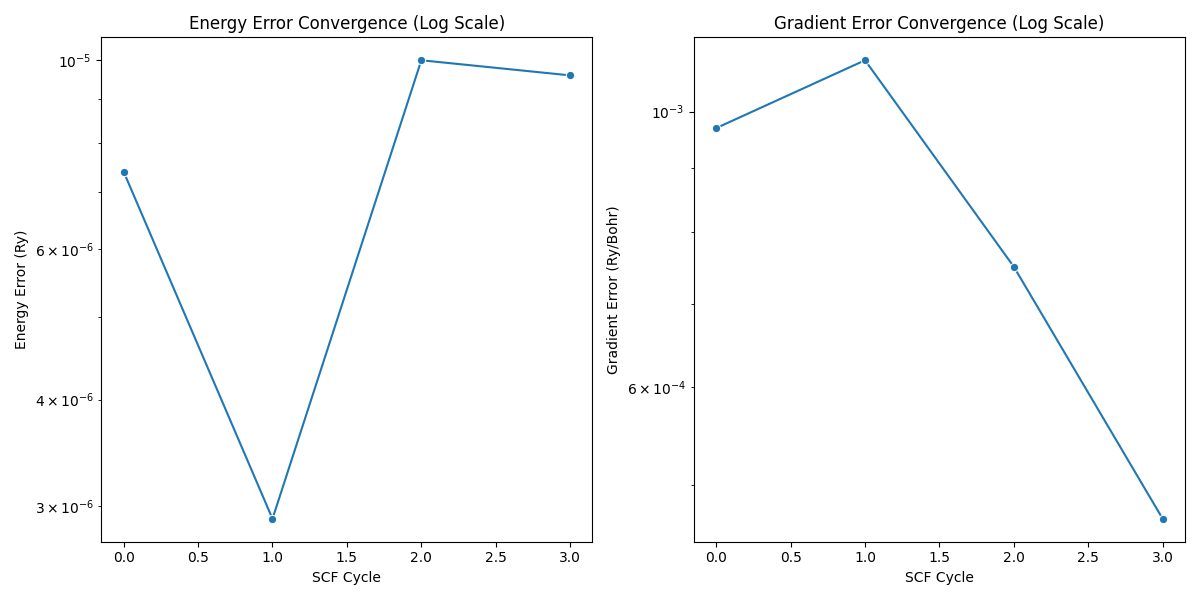 Energy Error Convergence (Log Scale)
Energy Error (Ry)
10⁻⁵
6 × 10⁻⁶
4 × 10⁻⁶
3 × 10⁻⁶
0.0 0.5 1.0 1.5 2.0 2.5 3.0
SCF Cycle
Gradient Error Convergence (Log Scale)
Gradient Error (Ry/Bohr)
10⁻³
6 × 10⁻⁴
0.0 0.5 1.0 1.5 2.0 2.5 3.0
SCF Cycle